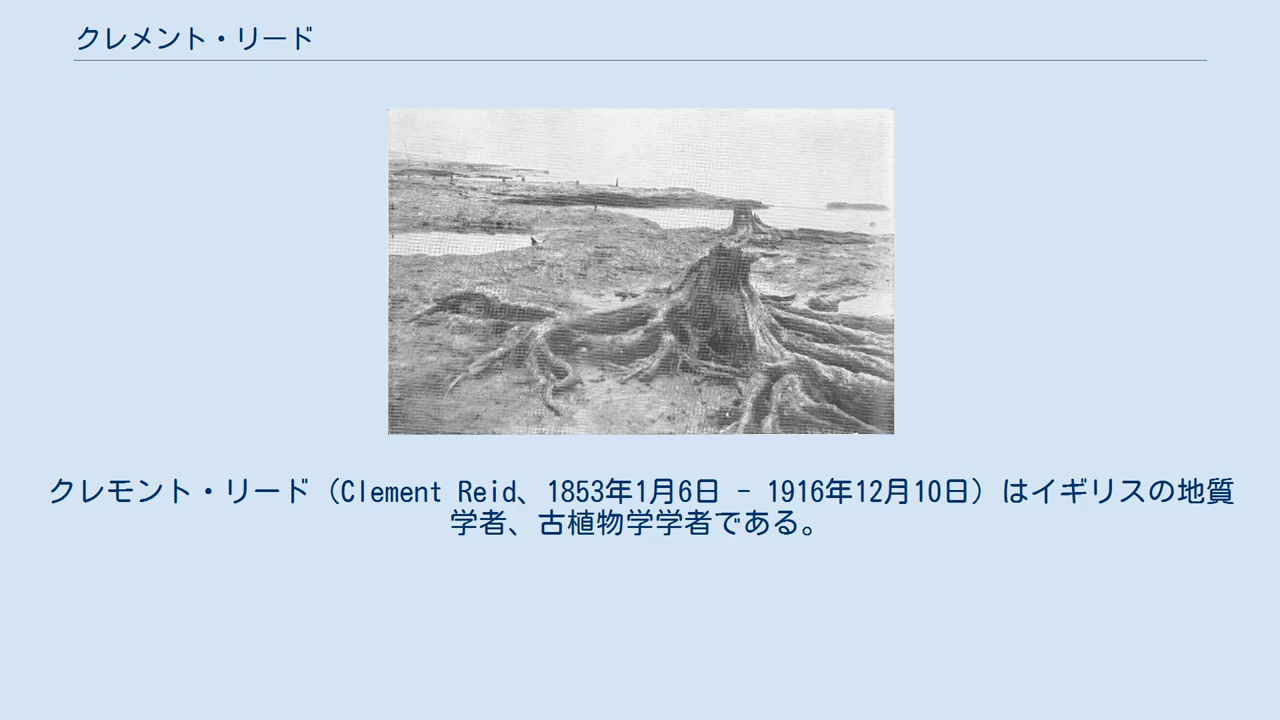 クレメント・リード
クレモント・リード（Clement Reid、1853年1月6日 - 1916年12月10日）はイギリスの地質
学者、古植物学学者である。